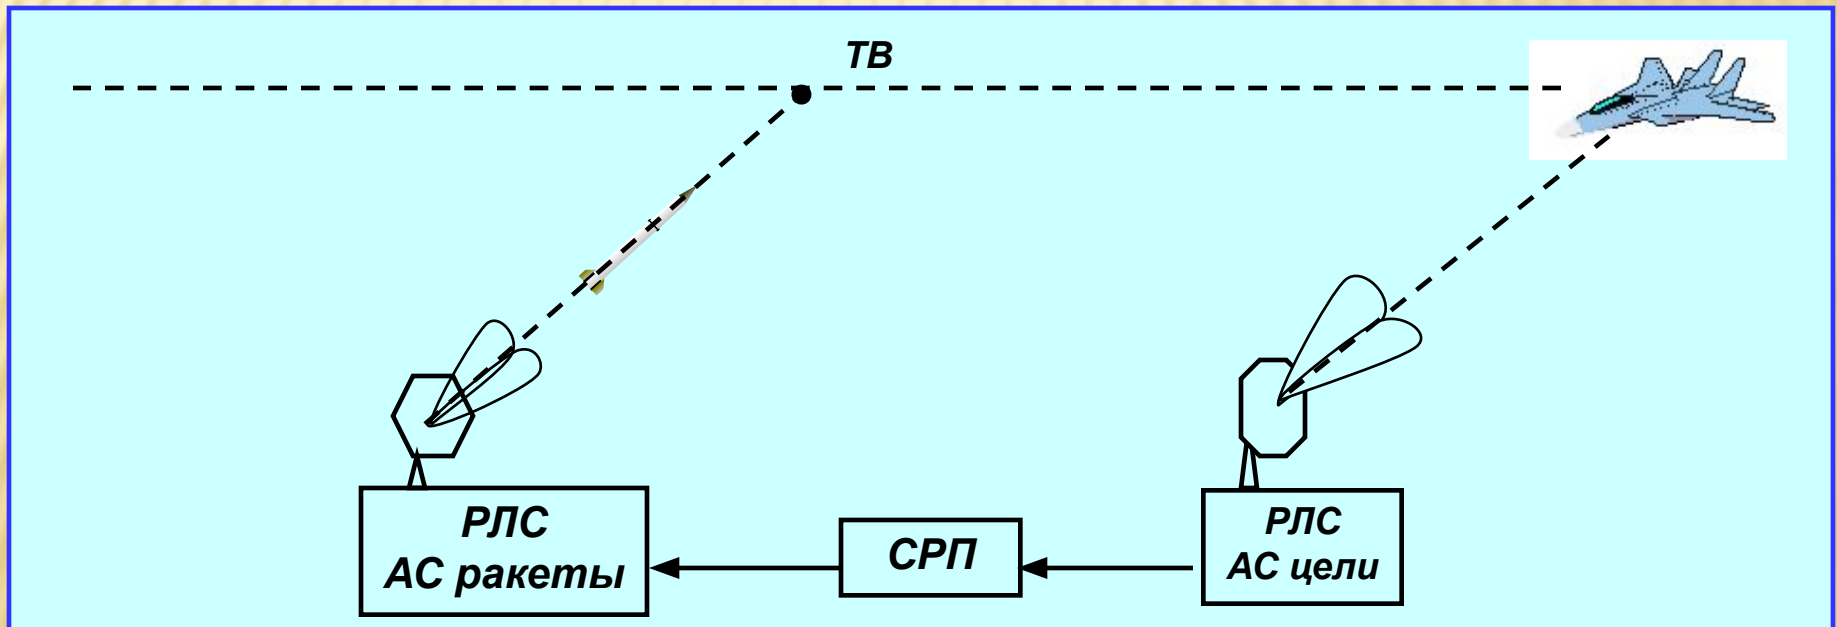 ТВ
РЛС
АС ракеты
СРП
РЛС
АС цели